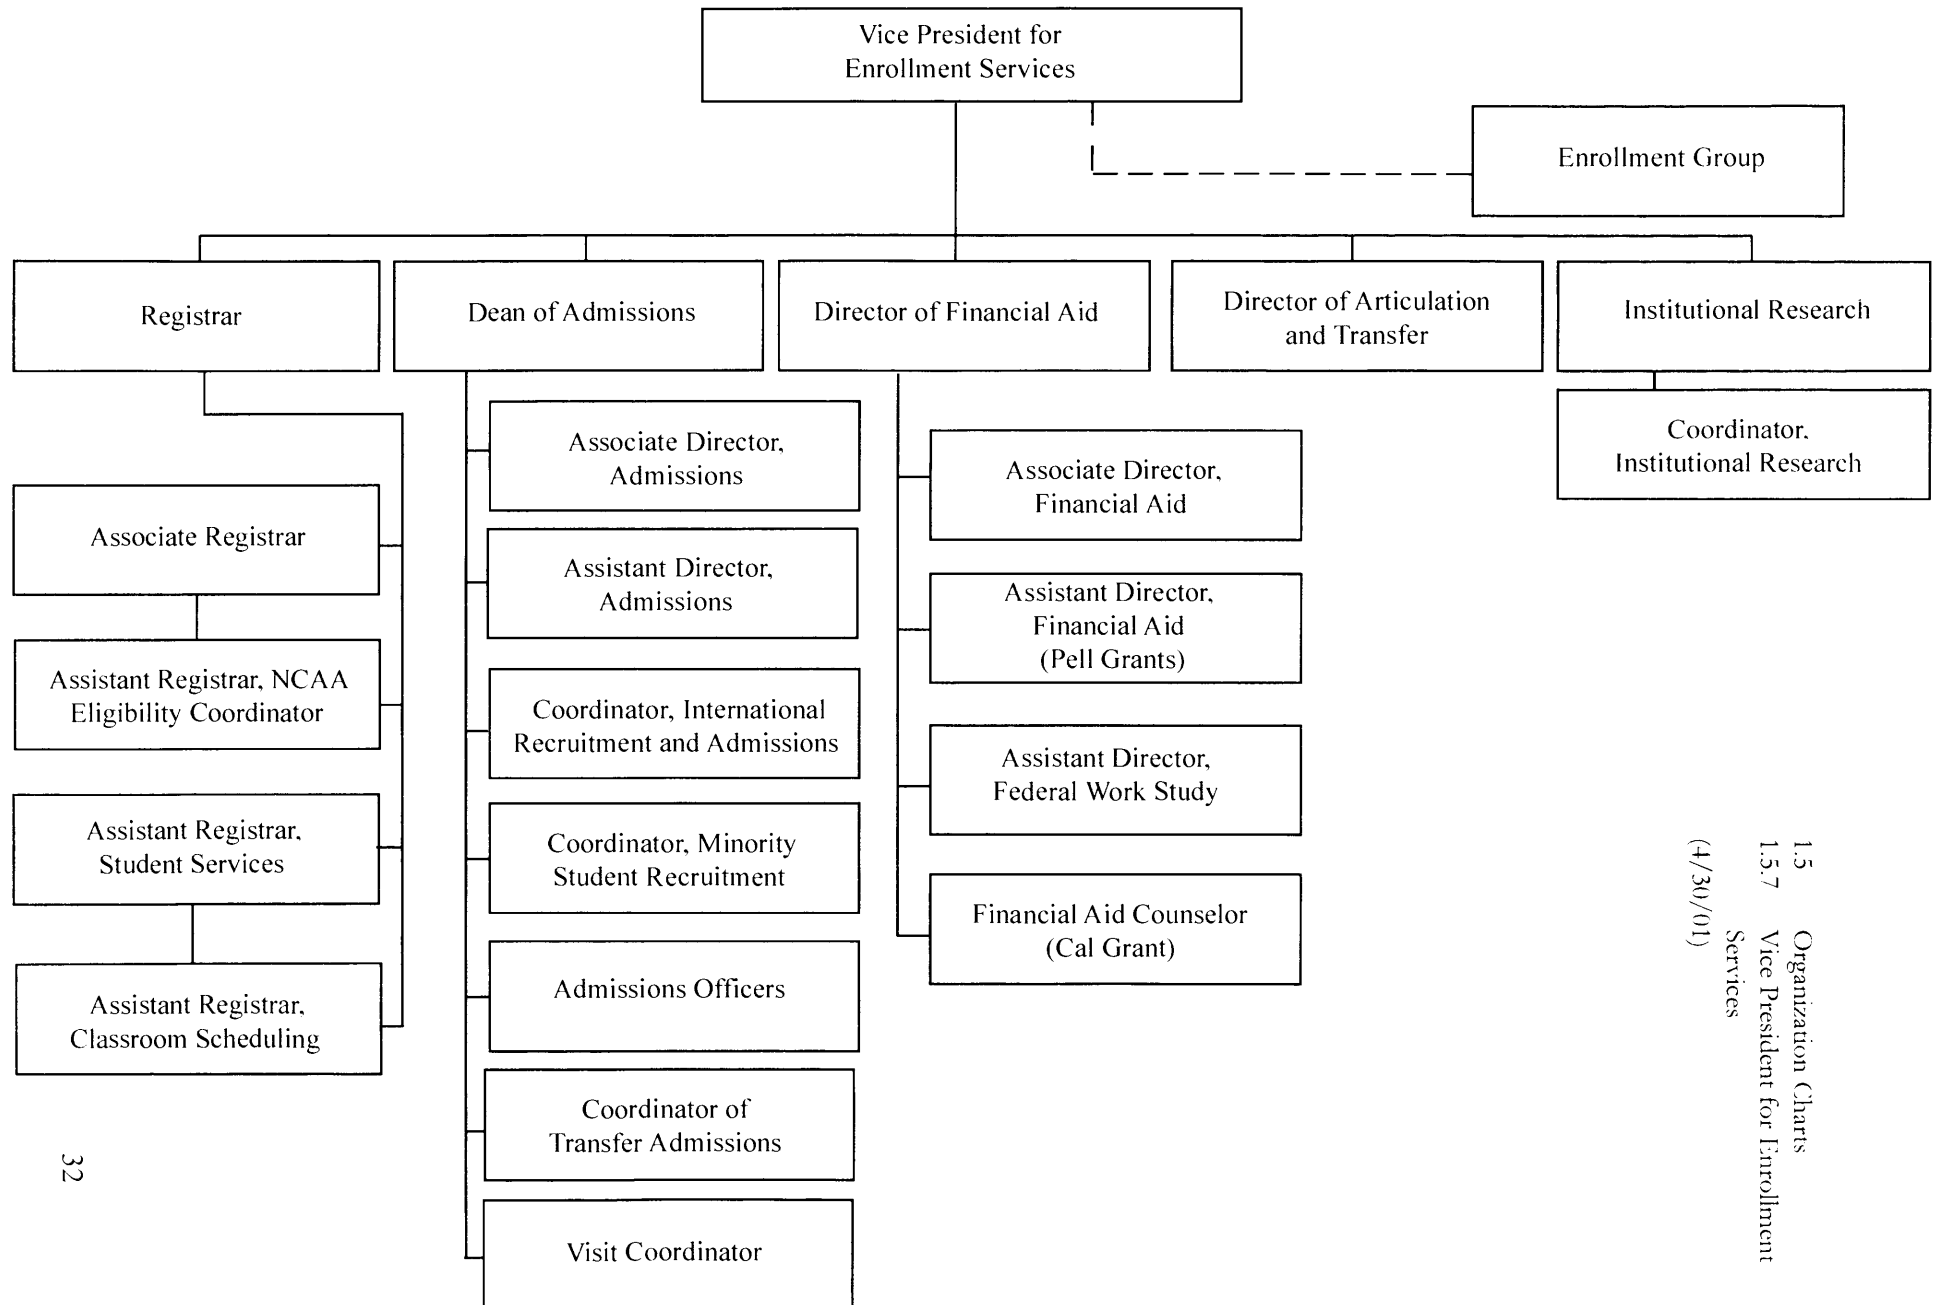 Vice President for
Enrollment Services
Enrollment Group
Registrar
Dean of Admissions
Director of Financial Aid
Director of Articulation
and Transfer
Institutional Research
Associate Registrar
Assistant Registrar, NCAA
Eligibility Coordinator
Assistant Registrar,
Student Services
Assistant Registrar,
Classroom Scheduling
Associate Director,
Admissions
Assistant Director,
Admissions
Coordinator, International
Recruitment and Admissions
Coordinator, Minority
Student Recruitment
Admissions Officers
Coordinator of
Transfer Admissions
Visit Coordinator
Associate Director,
Financial Aid
Assistant Director,
Financial Aid
(Pell Grants)
Assistant Director,
Federal Work Study
Financial Aid Counselor
(Cal Grant)
Coordinator,
Institutional Research
1.5 Organization Charts
1.5.7 Vice President for Enrollment
Services
(4/30/01)
32